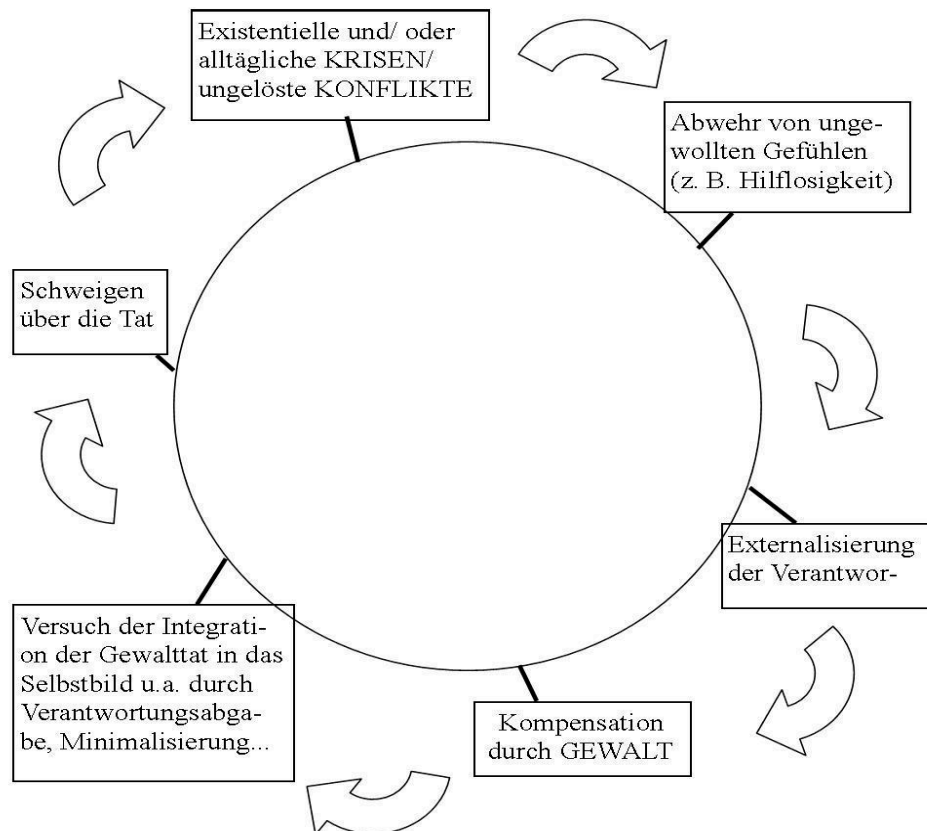 Existentielle und/ oder
alltägliche KRISEN/
ungelöste KONFLIKTE
Abwehr von unge-
wollten Gefühlen
(z. B. Hilflosigkeit)
Externalisierung
der Verantwor-
Kompensation
durch GEWALT
Versuch der Integrati-
on der Gewalttat in das
Selbstbild u.a. durch
Verantwortungsabga-
be, Minimalisierung...
Schweigen
über die Tat